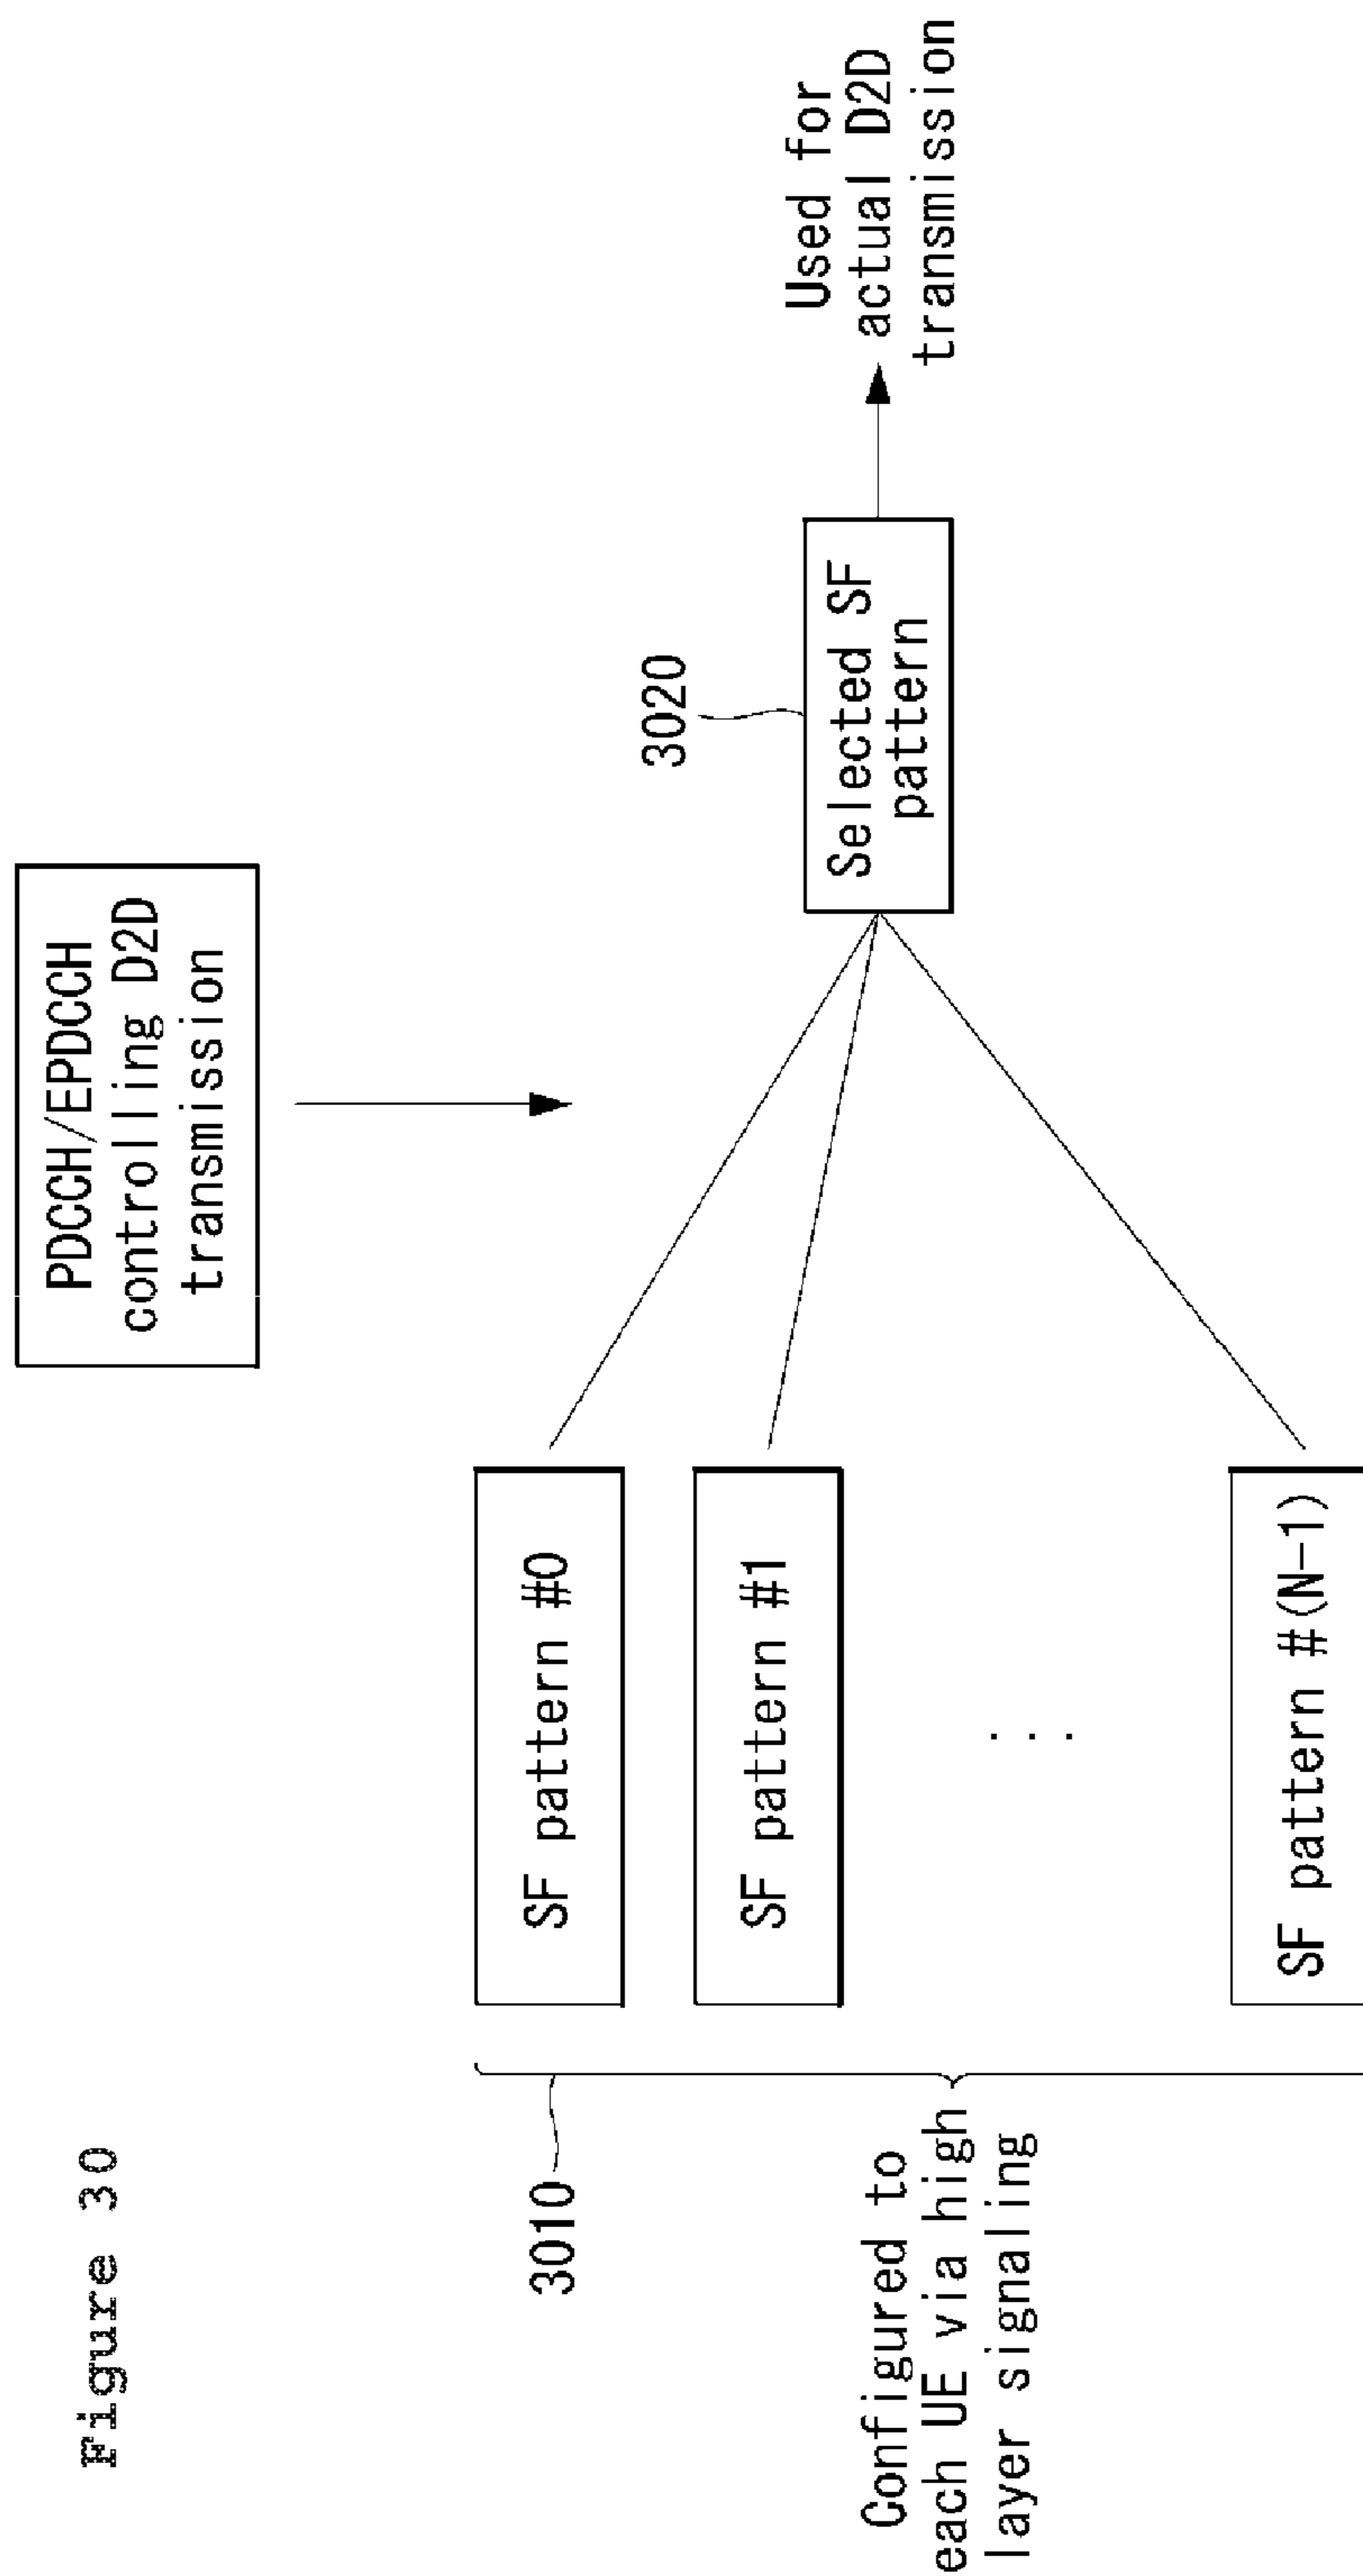 Figure 30
PDCCH/EPDCCH
controlling D2D
transmission
3010
SF pattern #0
SF pattern #1
. . .
SF pattern #(N-1)
Configured to
each UE via high
layer signaling
3020
Selected SF
pattern
Used for
actual D2D
transmission